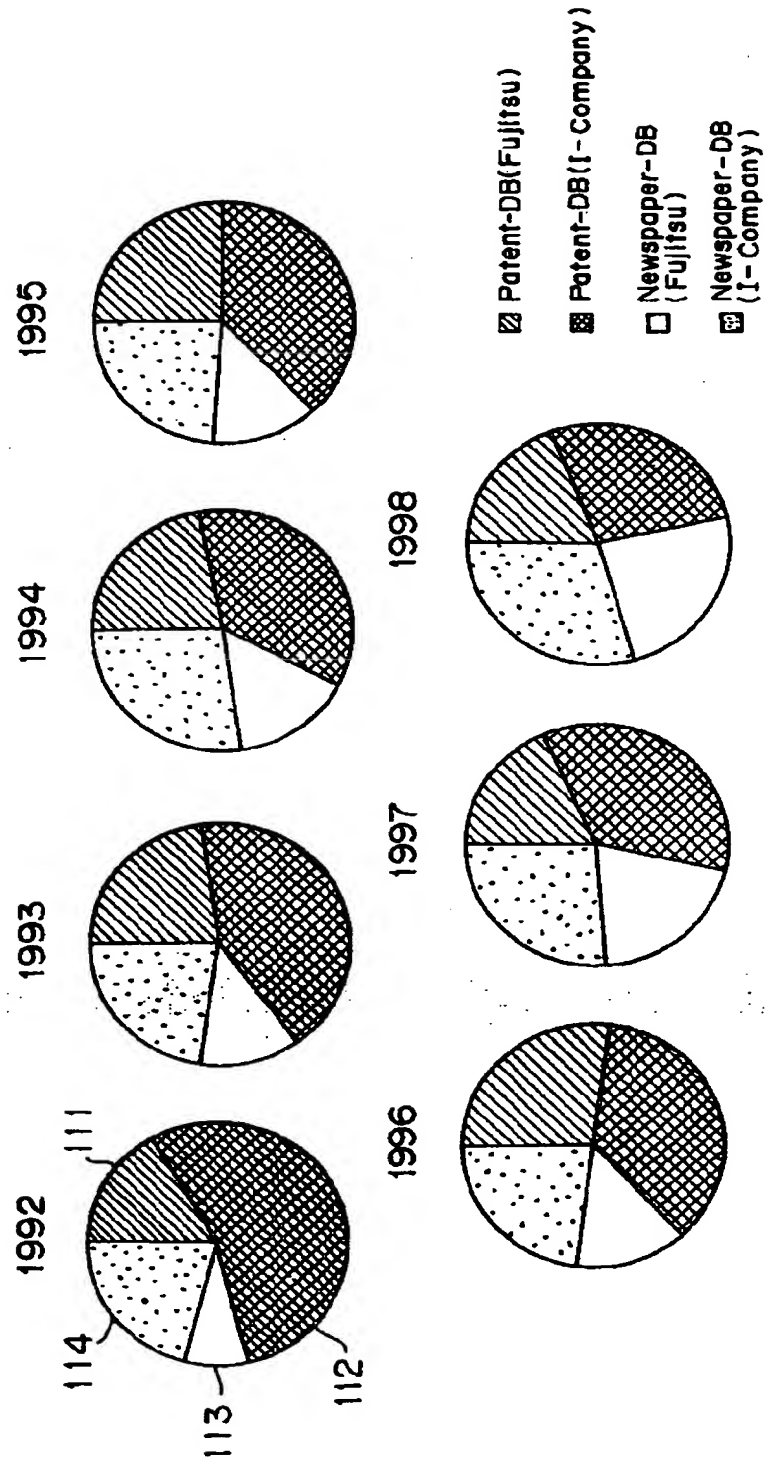 1992
1993
1994
1995
111
114
113
112
1996
1997
1998
Patent-DB(Fujitsu)
Patent-DB(I-Company)
Newspaper-DB
(Fujitsu)
Newspaper-DB
(I-Company)